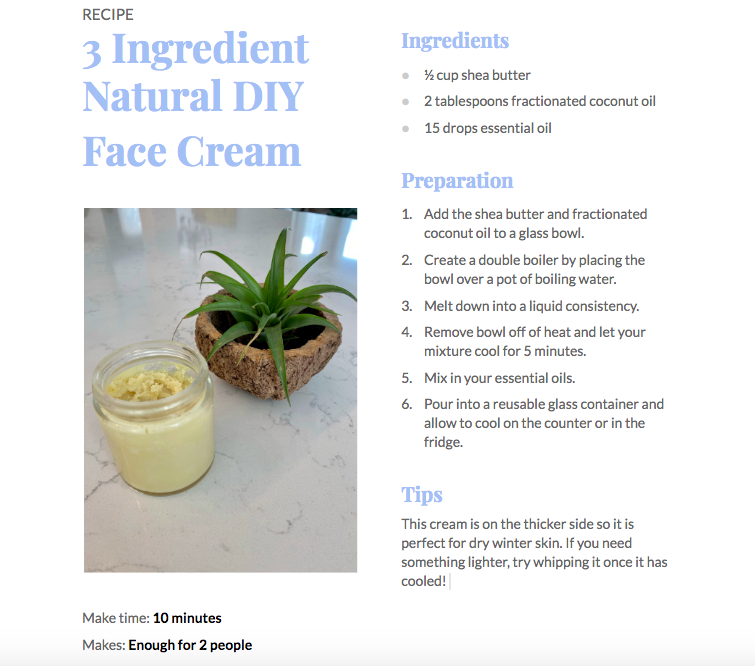 RECIPE
3 Ingredient
Natural DIY
Face Cream
Make time: 10 minutes
Makes: Enough for 2 people
Ingredients
½ cup shea butter
2 tablespoons fractionated coconut oil
15 drops essential oil
Preparation
1. Add the shea butter and fractionated
coconut oil to a glass bowl.
2. Create a double boiler by placing the
bowl over a pot of boiling water.
3. Melt down into a liquid consistency.
4. Remove bowl off of heat and let your
mixture cool for 5 minutes.
5. Mix in your essential oils.
6. Pour into a reusable glass container and
allow to cool on the counter or in the
fridge.
Tips
This cream is on the thicker side so it is
perfect for dry winter skin. If you need
something lighter, try whipping it once it has
cooled!